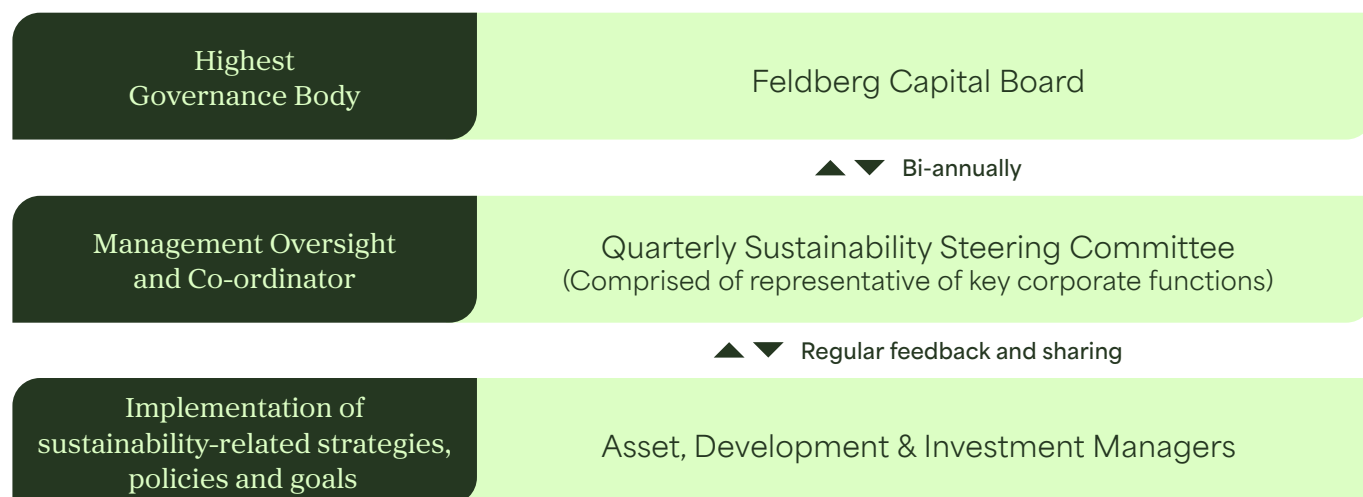 Highest
Governance Body
Feldberg Capital Board
Bi-annually
Management Oversight
and Co-ordinator
Quarterly Sustainability Steering Committee
(Comprised of representative of key corporate functions)
Regular feedback and sharing
Implementation of
sustainability-related strategies,
policies and goals
Asset, Development & Investment Managers